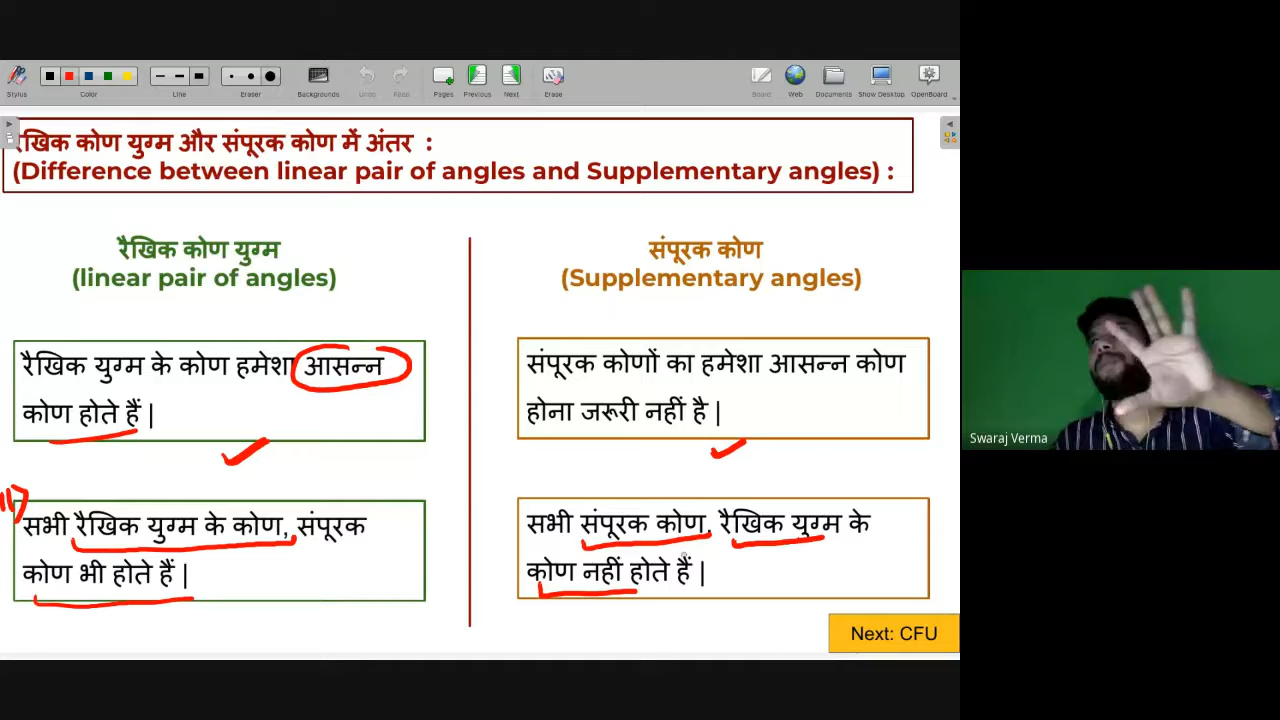 Stylus
Color
Line
Eraser
Backgrounds
Undo
Redo
Pages
Previous
Next
Erase
Board
Web
Documents
Show Desktop
OpenBoard
रैखिक कोण युग्म और संपूरक कोण में अंतर :
(Difference between linear pair of angles and Supplementary angles) :
रैखिक कोण युग्म
(linear pair of angles)
रैखिक युग्म के कोण हमेशा आसन्न
कोण होते हैं |
सभी रैखिक युग्म के कोण, संपूरक
कोण भी होते हैं |
संपूरक कोण
(Supplementary angles)
संपूरक कोणों का हमेशा आसन्न कोण
होना जरूरी नहीं है |
सभी संपूरक कोण, रैखिक युग्म के
कोण नहीं होते हैं |
Next: CFU
Swaraj Verma